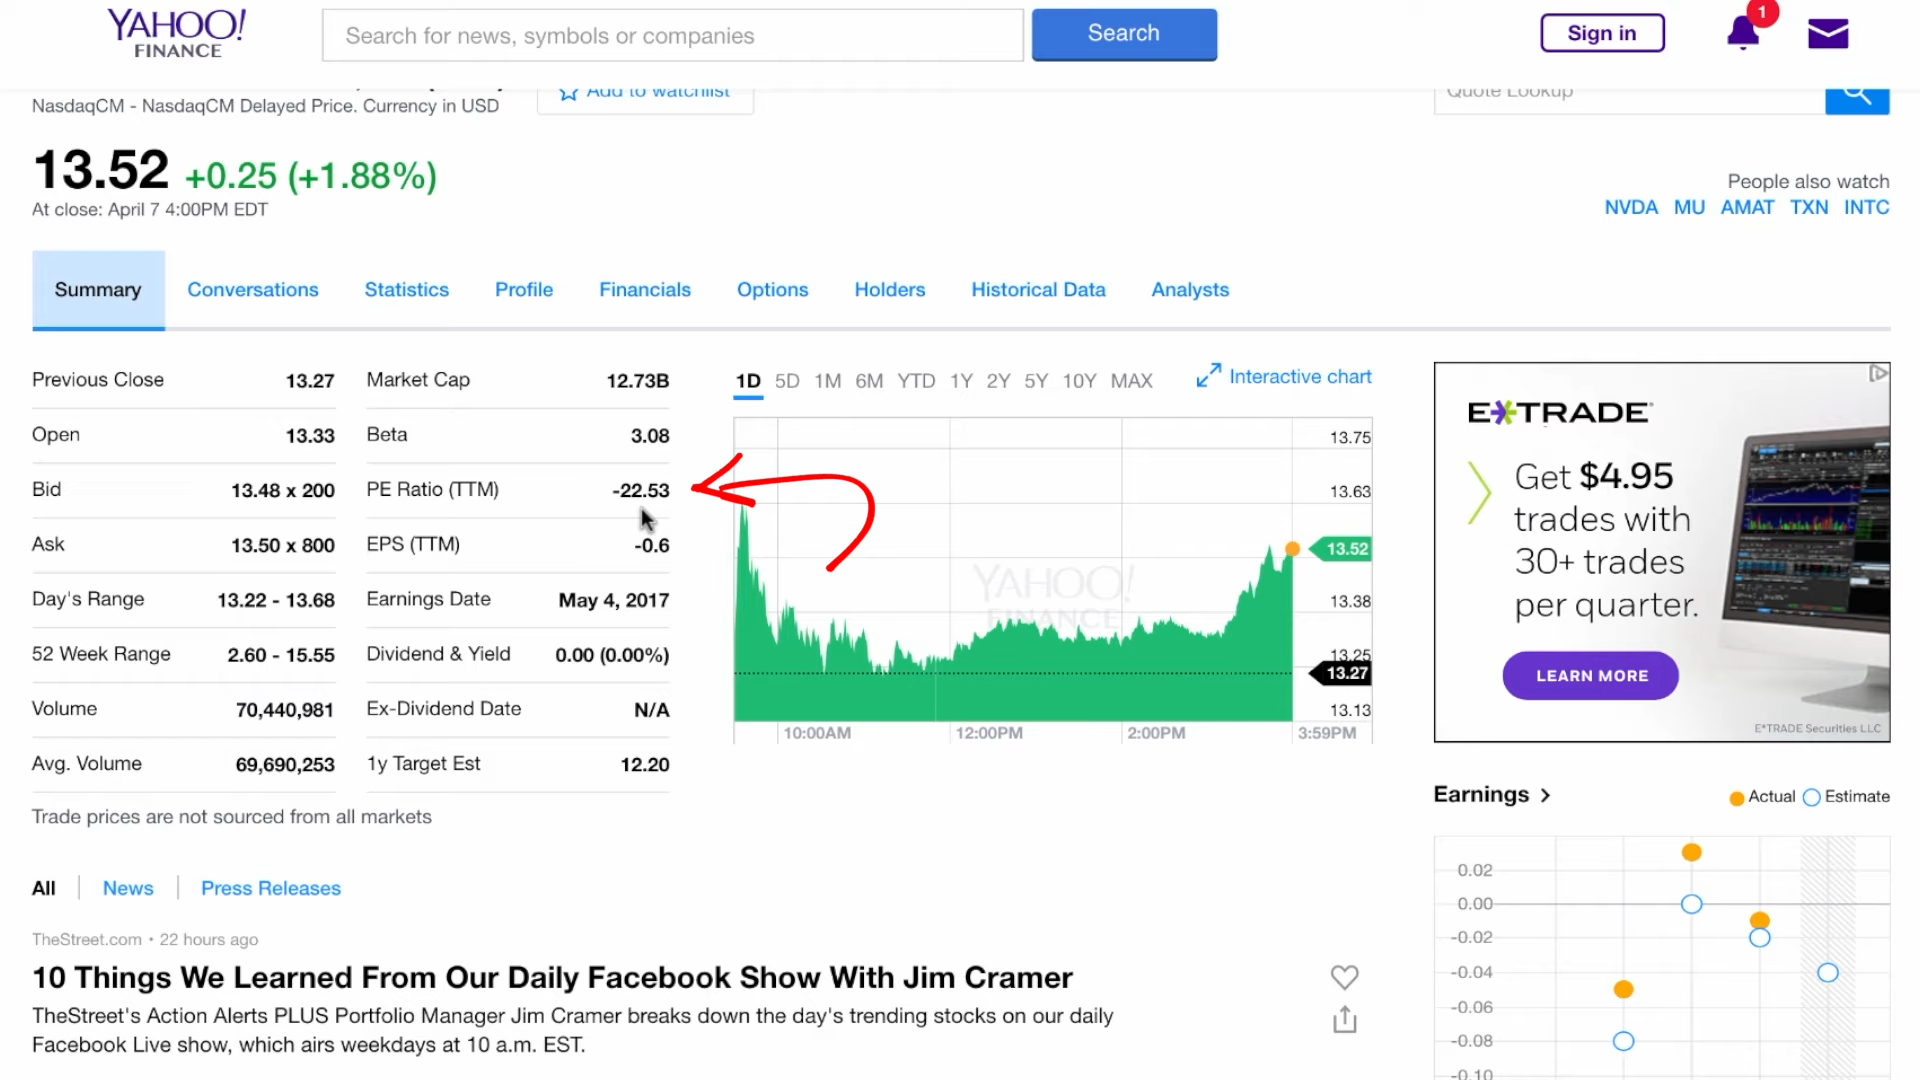 YAHOO!
FINANCE
Search for news, symbols or companies
Search
Sign in
1
NasdaqCM - NasdaqCM Delayed Price. Currency in USD
Add to watchlist
Quote Lookup
13.52 +0.25 (+1.88%)
At close: April 7 4:00PM EDT
People also watch
NVDA MU AMAT TXN INTC
Summary Conversations Statistics Profile Financials Options Holders Historical Data Analysts
Previous Close 13.27
Open 13.33
Bid 13.48 x 200
Ask 13.50 x 800
Day's Range 13.22 - 13.68
52 Week Range 2.60 - 15.55
Volume 70,440,981
Avg. Volume 69,690,253
Market Cap 12.73B
Beta 3.08
PE Ratio (TTM) -22.53
EPS (TTM) -0.6
Earnings Date May 4, 2017
Dividend & Yield 0.00 (0.00%)
Ex-Dividend Date N/A
1y Target Est 12.20
Trade prices are not sourced from all markets
1D 5D 1M 6M YTD 1Y 2Y 5Y 10Y MAX
Interactive chart
13.75
13.63
13.52
13.38
13.25
13.27
13.13
YAHOO!
FINANCE
10:00AM 12:00PM 2:00PM 3:59PM
E*TRADE
Get $4.95
trades with
30+ trades
per quarter.
LEARN MORE
E*TRADE Securities LLC
Earnings
Actual Estimate
0.02
0.00
-0.02
-0.04
-0.06
-0.08
-0.10
All News Press Releases
TheStreet.com • 22 hours ago
10 Things We Learned From Our Daily Facebook Show With Jim Cramer
TheStreet's Action Alerts PLUS Portfolio Manager Jim Cramer breaks down the day's trending stocks on our daily
Facebook Live show, which airs weekdays at 10 a.m. EST.